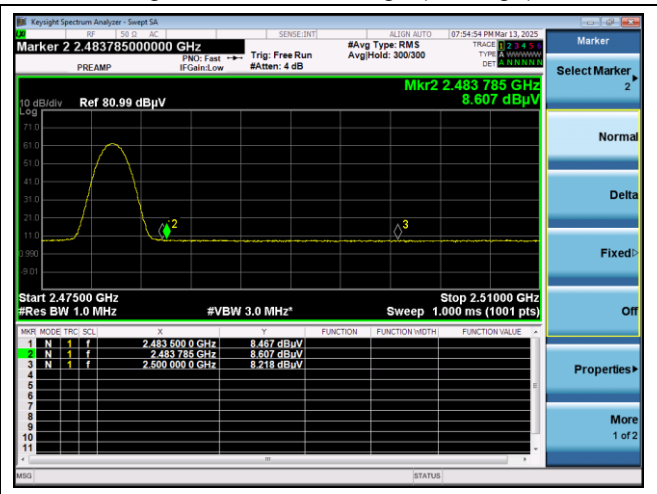 Keysight Spectrum Analyzer - Swept SA
RF 50 Ω AC SENSE:INT ALIGN AUTO 07:54:54 PM Mar 13, 2025
Marker 2 2.483785000000 GHz
PREAMP
PNO: Fast
IFGain:Low
Trig: Free Run
#Atten: 4 dB
#Avg Type: RMS
Avg|Hold: 300/300
TRACE 1 2 3 4 5 6
TYPE A WWWWW
DET A N N N N N
Mkr2 2.483 785 GHz
8.607 dBµV
10 dB/div Ref 80.99 dBµV
Log
71.0
61.0
51.0
41.0
31.0
21.0
11.0
0.990
-9.01
2
3
Start 2.47500 GHz Stop 2.51000 GHz
#Res BW 1.0 MHz #VBW 3.0 MHz* Sweep 1.000 ms (1001 pts)
MKR MODE TRC SCL X Y FUNCTION FUNCTION WIDTH FUNCTION VALUE
1 N 1 f 2.483 500 0 GHz 8.467 dBuV
2 N 1 f 2.483 785 GHz 8.607 dBuV
3 N 1 f 2.500 000 0 GHz 8.218 dBuV
4
5
6
7
8
9
10
11
MSG STATUS
Marker
Select Marker
2
Normal
Delta
Fixed
Off
Properties
More
1 of 2